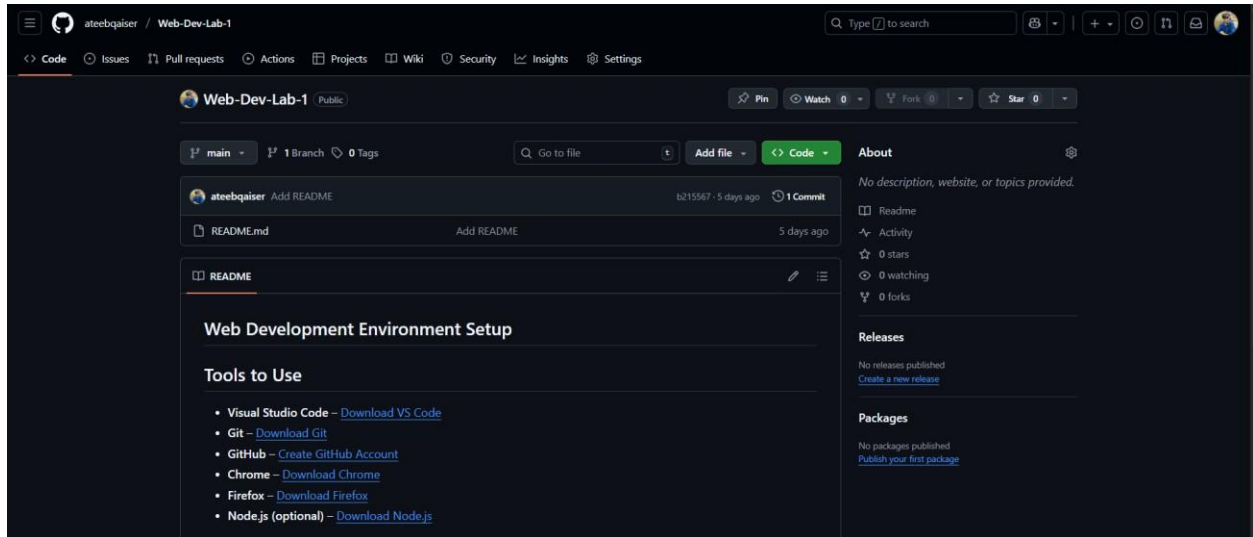 ateebqaiser / Web-Dev-Lab-1
Type / to search
Code Issues Pull requests Actions Projects Wiki Security Insights Settings
Web-Dev-Lab-1 Public
Pin Watch 0 Fork 0 Star 0
main 1 Branch 0 Tags
Go to file t Add file Code
ateebqaiser Add README b215567 · 5 days ago 1 Commit
README.md Add README 5 days ago
README
Web Development Environment Setup
Tools to Use
• Visual Studio Code – Download VS Code
• Git – Download Git
• GitHub – Create GitHub Account
• Chrome – Download Chrome
• Firefox – Download Firefox
• Node.js (optional) – Download Node.js
About
No description, website, or topics provided.
Readme
Activity
0 stars
0 watching
0 forks
Releases
No releases published
Create a new release
Packages
No packages published
Publish your first package